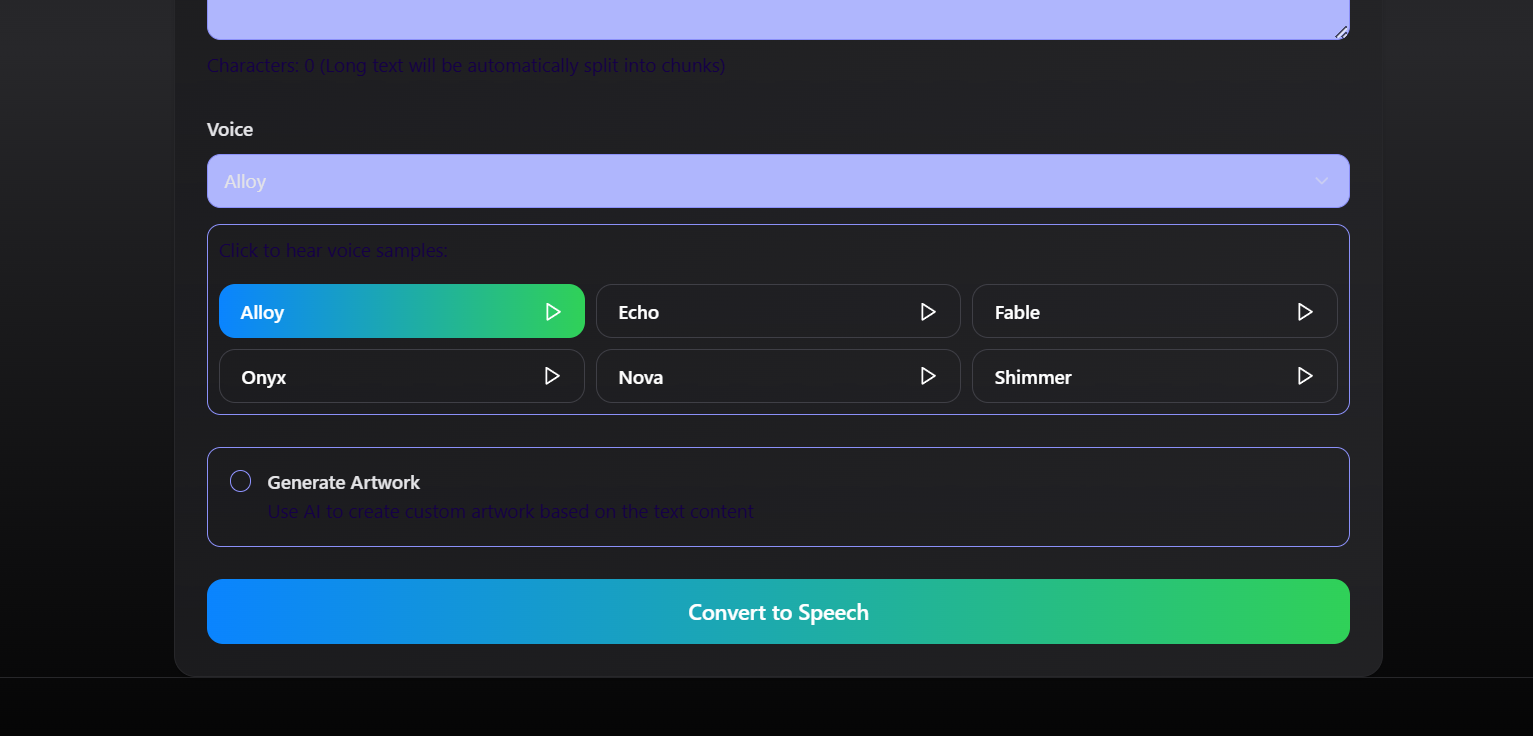 Characters: 0 (Long text will be automatically split into chunks)
Voice
Alloy
Click to hear voice samples:
Alloy
Echo
Fable
Onyx
Nova
Shimmer
Generate Artwork
Use AI to create custom artwork based on the text content
Convert to Speech